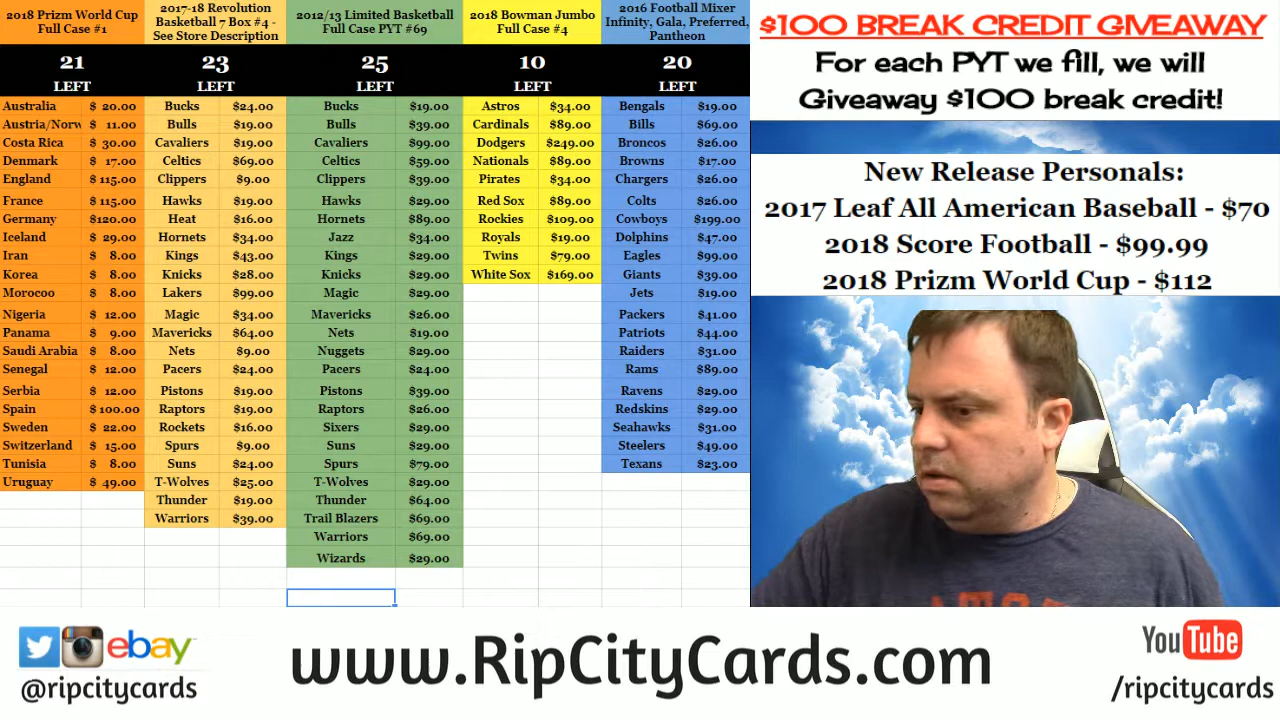 2018 Prizm World Cup
Full Case #1
21
LEFT
Australia $ 20.00
Austria/Norw $ 11.00
Costa Rica $ 30.00
Denmark $ 17.00
England $ 115.00
France $ 115.00
Germany $120.00
Iceland $ 29.00
Iran $ 8.00
Korea $ 8.00
Morocoo $ 8.00
Nigeria $ 12.00
Panama $ 9.00
Saudi Arabia $ 8.00
Senegal $ 12.00
Serbia $ 12.00
Spain $ 100.00
Sweden $ 22.00
Switzerland $ 15.00
Tunisia $ 8.00
Uruguay $ 49.00
2017-18 Revolution
Basketball 7 Box #4 -
See Store Description
23
LEFT
Bucks $24.00
Bulls $19.00
Cavaliers $19.00
Celtics $69.00
Clippers $9.00
Hawks $19.00
Heat $16.00
Hornets $34.00
Kings $43.00
Knicks $28.00
Lakers $99.00
Magic $34.00
Mavericks $64.00
Nets $9.00
Pacers $24.00
Pistons $19.00
Raptors $19.00
Rockets $16.00
Spurs $9.00
Suns $24.00
T-Wolves $25.00
Thunder $19.00
Warriors $39.00
2012/13 Limited Basketball
Full Case PYT #69
25
LEFT
Bucks $19.00
Bulls $39.00
Cavaliers $99.00
Celtics $59.00
Clippers $39.00
Hawks $29.00
Hornets $89.00
Jazz $34.00
Kings $29.00
Knicks $29.00
Magic $29.00
Mavericks $26.00
Nets $19.00
Nuggets $29.00
Pacers $24.00
Pistons $39.00
Raptors $26.00
Sixers $29.00
Suns $29.00
Spurs $79.00
T-Wolves $29.00
Thunder $64.00
Trail Blazers $69.00
Warriors $69.00
Wizards $29.00
2018 Bowman Jumbo
Full Case #4
10
LEFT
Astros $34.00
Cardinals $89.00
Dodgers $249.00
Nationals $89.00
Pirates $34.00
Red Sox $89.00
Rockies $109.00
Royals $19.00
Twins $79.00
White Sox $169.00
2016 Football Mixer
Infinity, Gala, Preferred,
Pantheon
20
LEFT
Bengals $19.00
Bills $69.00
Broncos $26.00
Browns $17.00
Chargers $26.00
Colts $26.00
Cowboys $199.00
Dolphins $47.00
Eagles $99.00
Giants $39.00
Jets $19.00
Packers $41.00
Patriots $44.00
Raiders $31.00
Rams $89.00
Ravens $29.00
Redskins $29.00
Seahawks $31.00
Steelers $49.00
Texans $23.00
$100 BREAK CREDIT GIVEAWAY
For each PYT we fill, we will
Giveaway $100 break credit!
New Release Personals:
2017 Leaf All American Baseball - $70
2018 Score Football - $99.99
2018 Prizm World Cup - $112
ebay
@ripcitycards
www.RipCityCards.com
YouTube
/ripcitycards